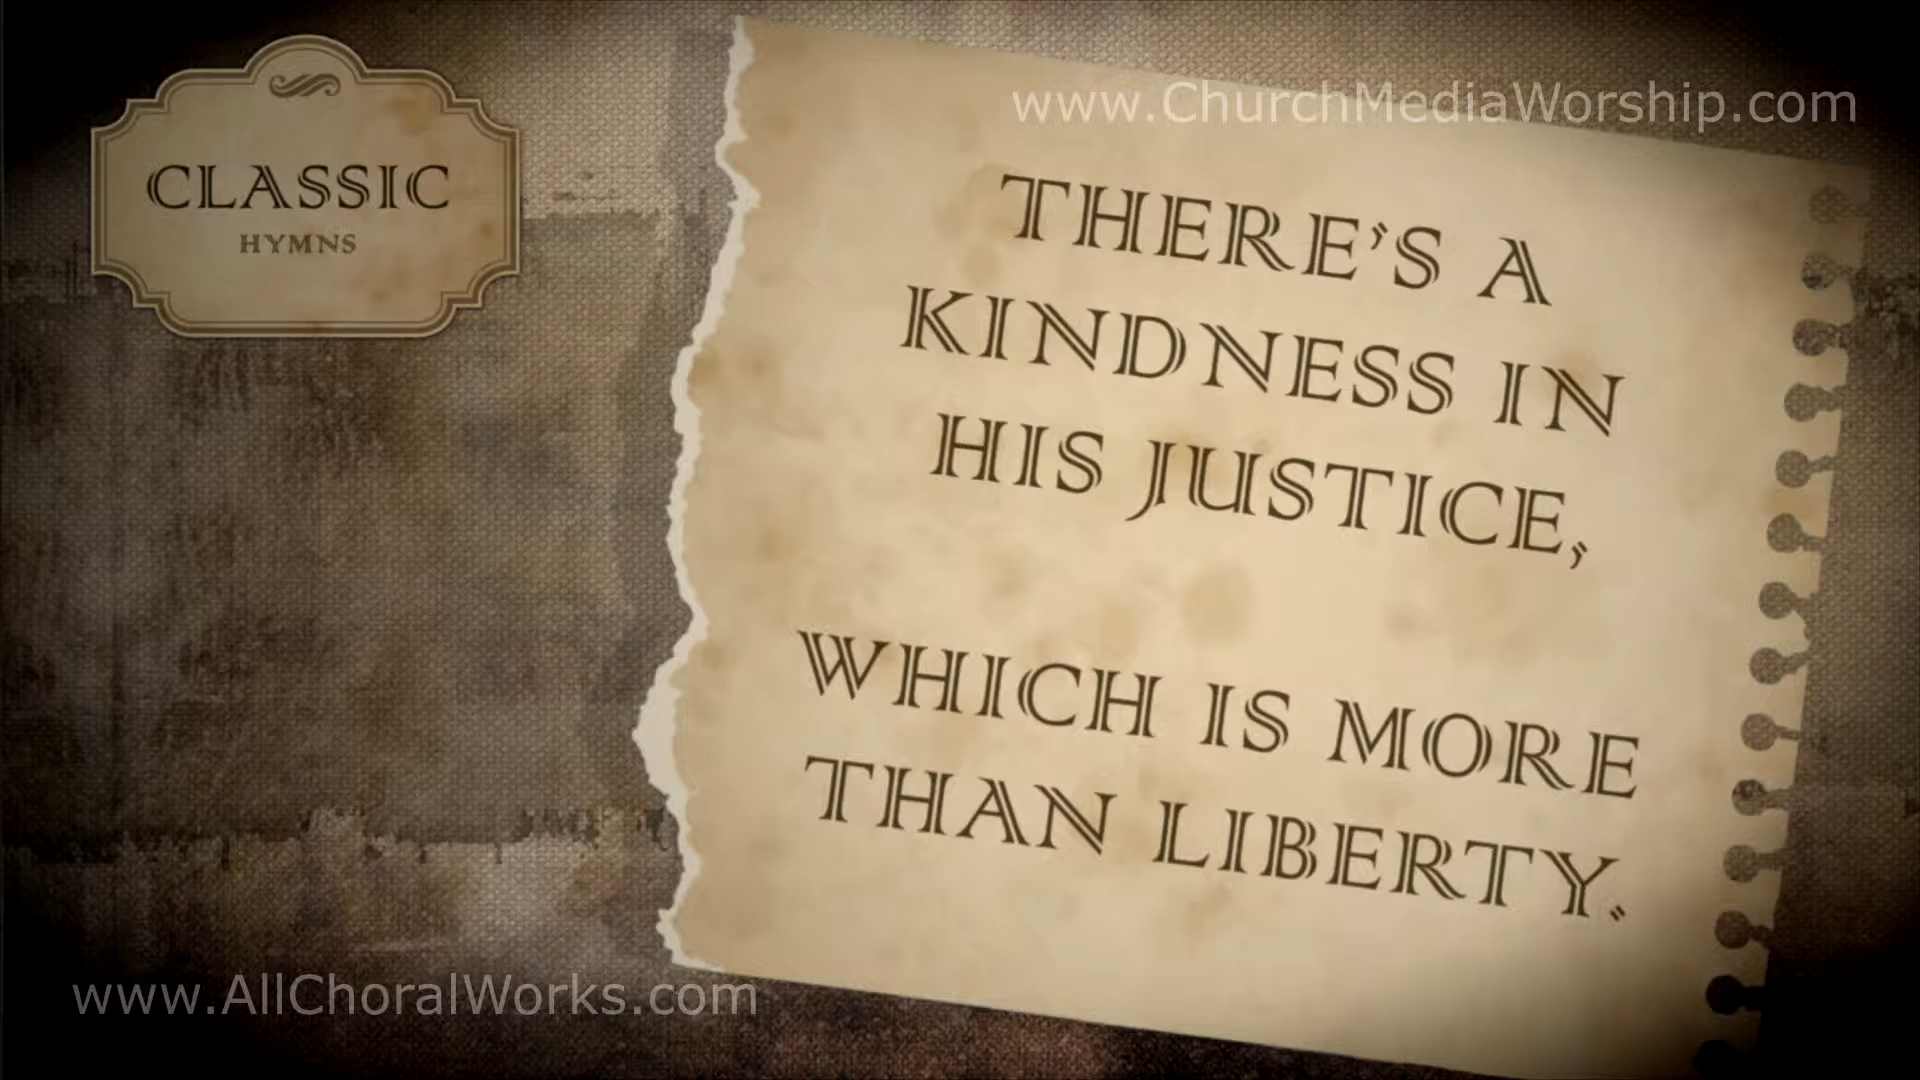 CLASSIC
HYMNS
www.ChurchMediaWorship.com
THERE'S A
KINDNESS IN
HIS JUSTICE,
WHICH IS MORE
THAN LIBERTY.
www.AllChoralWorks.com